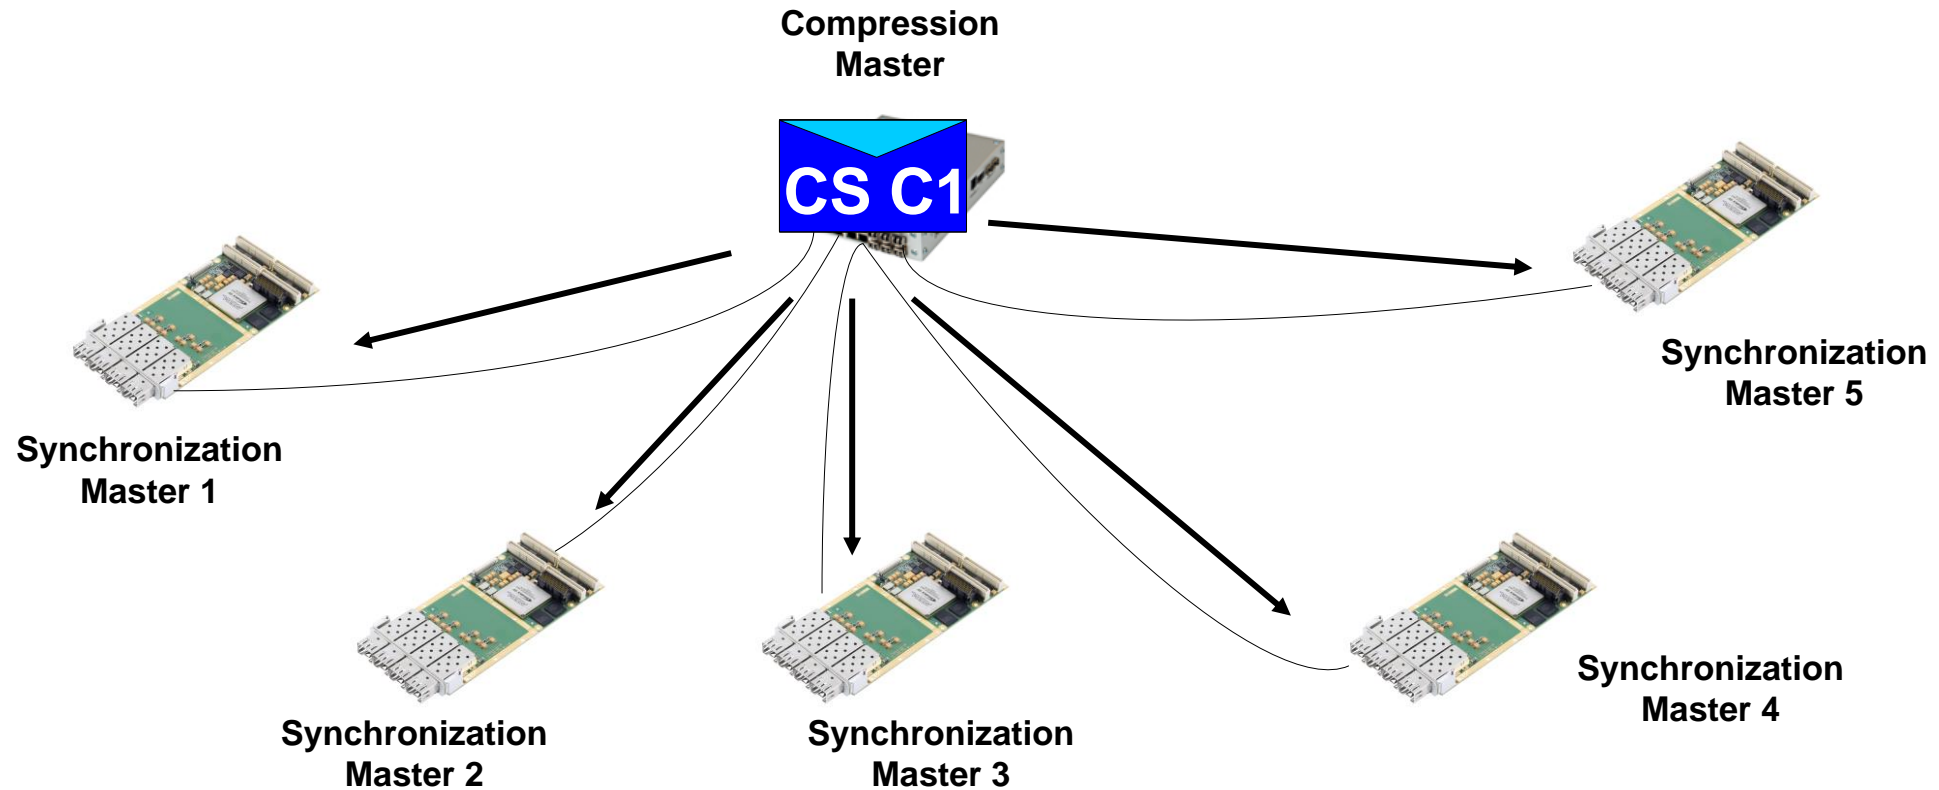 Compression
Master
CS C1
Synchronization
Master 5
Synchronization
Master 1
Synchronization
Master 4
Synchronization
Master 2
Synchronization
Master 3